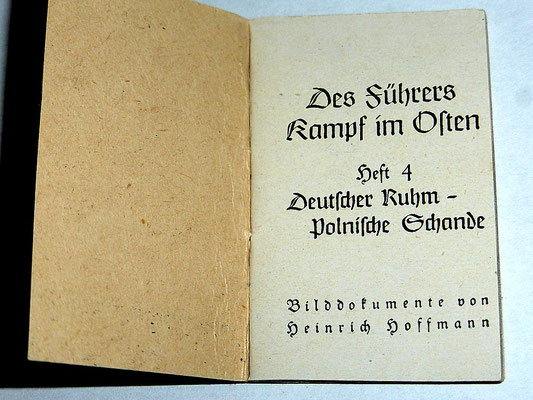 Des Führers
Kampf im Oſten
Heft 4
Deutſcher Ruhm -
Polniſche Schande
Bilddokumente von
Heinrich Hoffmann